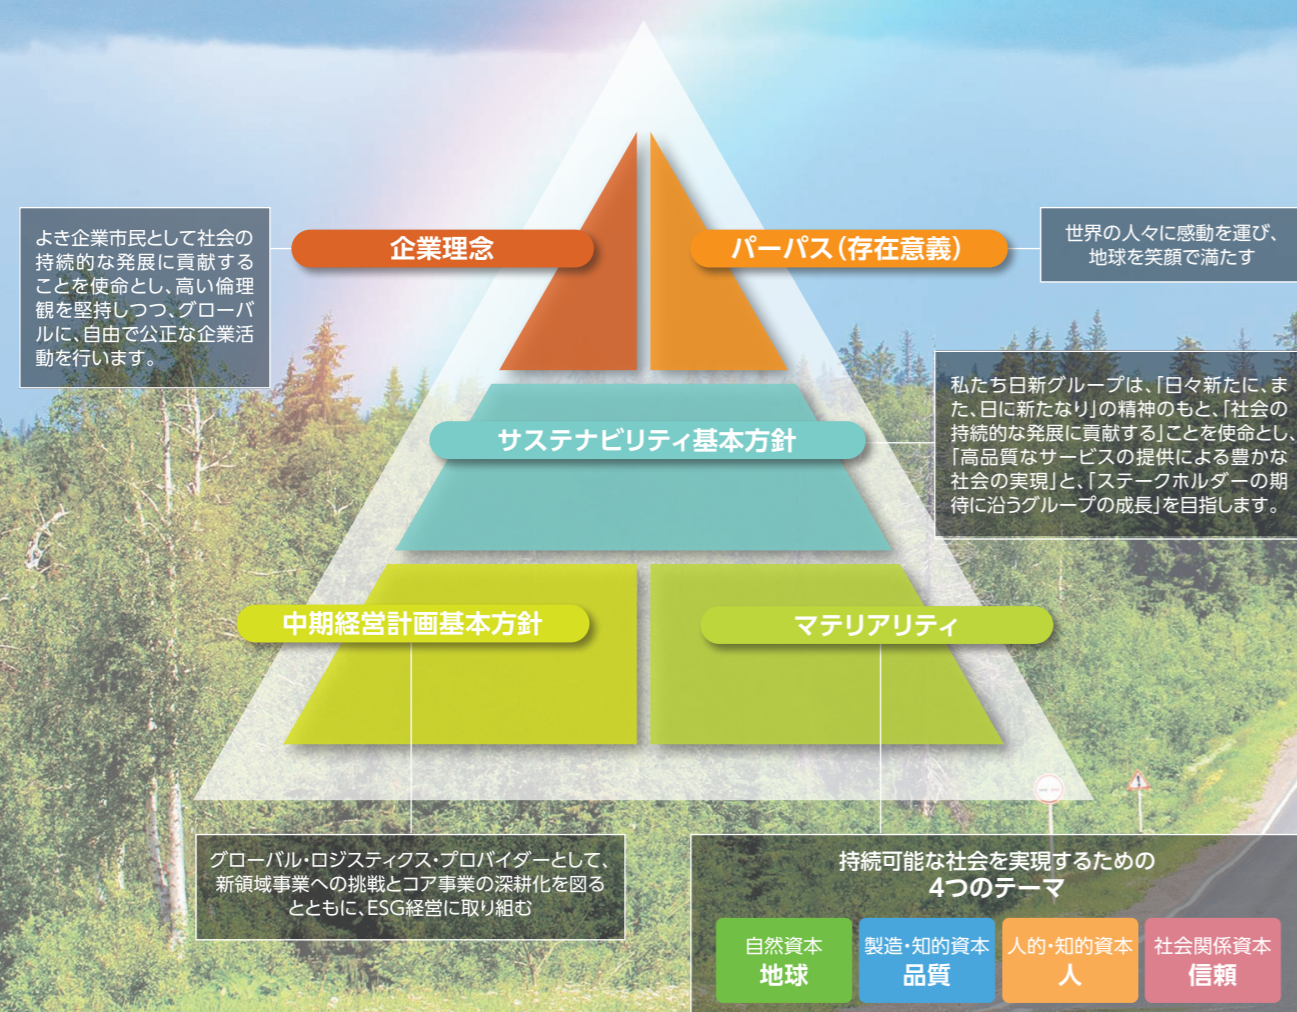 企業理念
よき企業市民として社会の
持続的な発展に貢献する
ことを使命とし、高い倫理
観を堅持しつつ、グローバ
ルに、自由で公正な企業活
動を行います。
パーパス(存在意義)
世界の人々に感動を運び、
地球を笑顔で満たす
サステナビリティ基本方針
私たち日新グループは、「日々新たに、ま
た、日に新たなり」の精神のもと、「社会の
持続的な発展に貢献する」ことを使命とし、
「高品質なサービスの提供による豊かな
社会の実現」と、「ステークホルダーの期
待に沿うグループの成長」を目指します。
中期経営計画基本方針
グローバル・ロジスティクス・プロバイダーとして、
新領域事業への挑戦とコア事業の深耕化を図る
とともに、ESG経営に取り組む
マテリアリティ
持続可能な社会を実現するための
4つのテーマ
自然資本
地球
製造・知的資本
品質
人的・知的資本
人
社会関係資本
信頼